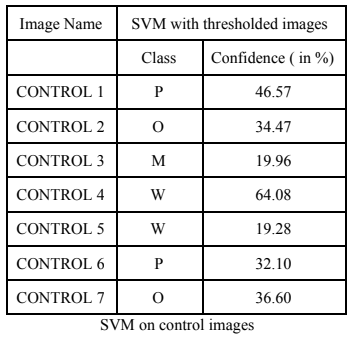 Image Name SVM with thresholded images
Class Confidence ( in %)
CONTROL 1 P 46.57
CONTROL 2 O 34.47
CONTROL 3 M 19.96
CONTROL 4 W 64.08
CONTROL 5 W 19.28
CONTROL 6 P 32.10
CONTROL 7 O 36.60
SVM on control images